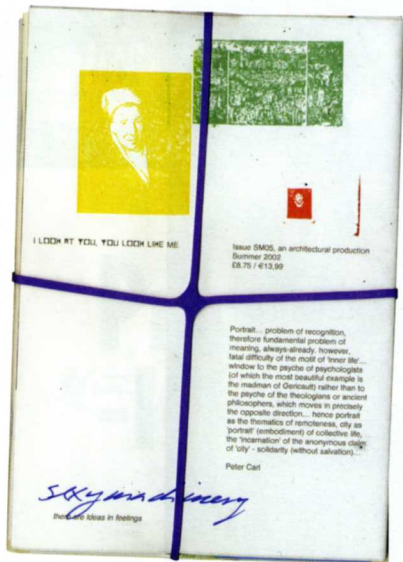 I LOOK AT YOU, YOU LOOK LIKE ME
Issue SM05, an architectural production
Summer 2002
£8.75 / €13,99
Portrait... problem of recognition,
therefore fundamental problem of
meaning, always-already. however,
fatal difficulty of the motif of 'inner life'...
window to the psyche of psychologists
(of which the most beautiful example is
the madman of Gericault) rather than to
the psyche of the theologians or ancient
philosophers, which moves in precisely
the opposite direction... hence portrait
as the thematics of remoteness, city as
'portrait' (embodiment) of collective life,
the 'incarnation' of the anonymous claim
of 'city' - solidarity (without salvation)...
Peter Carl
sexymachinery
there are ideas in feelings